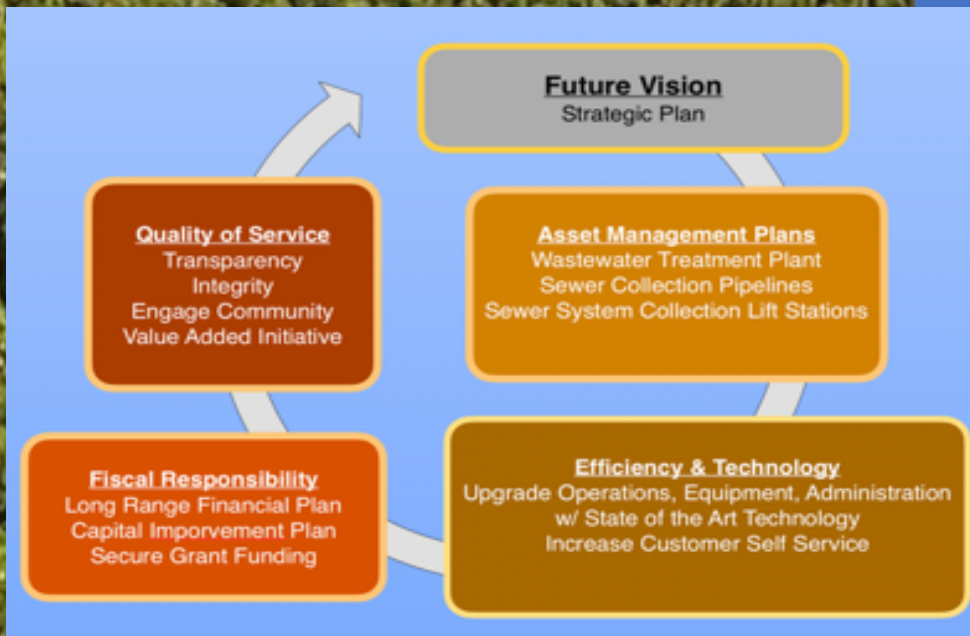 Future Vision
Strategic Plan
Quality of Service
Transparency
Integrity
Engage Community
Value Added Initiative
Asset Management Plans
Wastewater Treatment Plant
Sewer Collection Pipelines
Sewer System Collection Lift Stations
Fiscal Responsibility
Long Range Financial Plan
Capital Imporvement Plan
Secure Grant Funding
Efficiency & Technology
Upgrade Operations, Equipment, Administration
w/ State of the Art Technology
Increase Customer Self Service